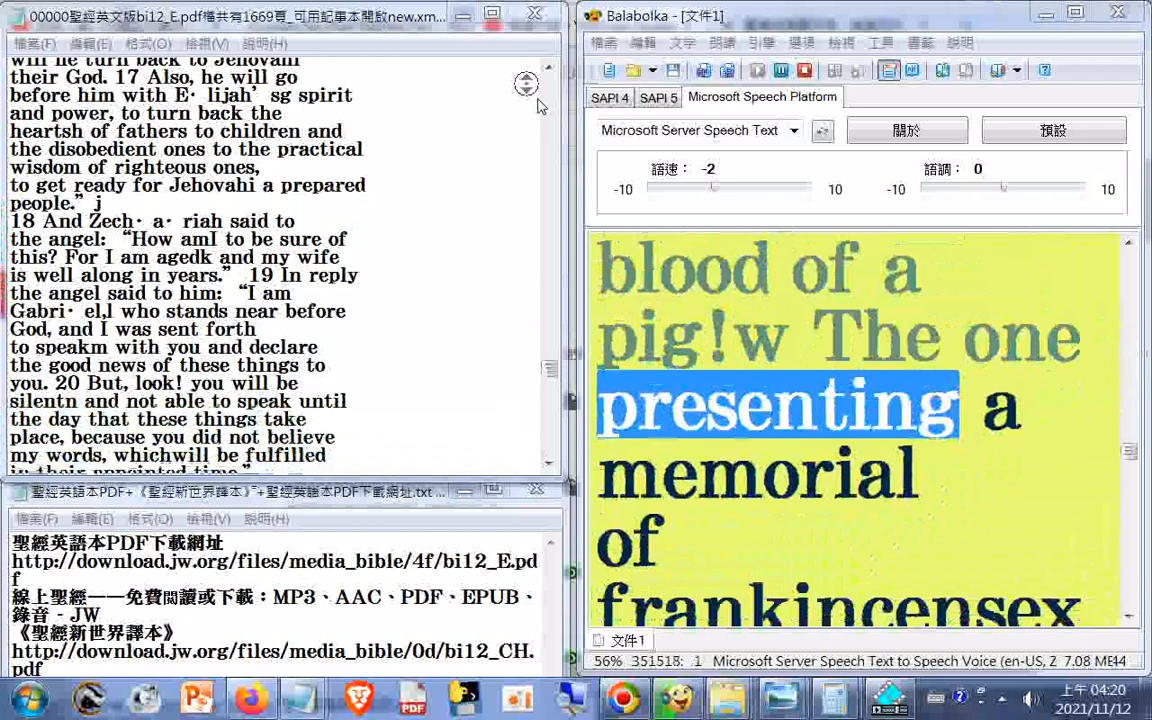 00000聖經英文版bi12_E.pdf檔共有1669頁_可用記事本開啟new.xm...
檔案(F) 編輯(E) 格式(O) 檢視(V) 說明(H)
will he turn back to Jehovahi
their God. 17 Also, he will go
before him with E· lijah’ sg spirit
and power, to turn back the
heartsh of fathers to children and
the disobedient ones to the practical
wisdom of righteous ones,
to get ready for Jehovahi a prepared
people.” j
18 And Zech· a· riah said to
the angel: “How amI to be sure of
this? For I am agedk and my wife
is well along in years.” 19 In reply
the angel said to him: “I am
Gabri· el,l who stands near before
God, and I was sent forth
to speakm with you and declare
the good news of these things to
you. 20 But, look! you will be
silentn and not able to speak until
the day that these things take
place, because you did not believe
my words, whichwill be fulfilled
in their appointed time.”
聖經英語本PDF+《聖經新世界譯本》"+聖經英語本PDF下載網址.txt ...
檔案(F) 編輯(E) 格式(O) 檢視(V) 說明(H)
聖經英語本PDF下載網址
http://download.jw.org/files/media_bible/4f/bi12_E.pd
f
線上聖經——免費閱讀或下載：MP3、AAC、PDF、EPUB、
錄音 - JW
《聖經新世界譯本》
http://download.jw.org/files/media_bible/0d/bi12_CH.
pdf
Balabolka - [文件1]
檔案 編輯 文字 朗讀 引擎 選項 檢視 工具 書籤 說明
SAPI 4 SAPI 5 Microsoft Speech Platform
Microsoft Server Speech Text 關於 預設
語速： -2 語調： 0
-10 10 -10 10
blood of a
pig!w The one
presenting a
memorial
of
frankincensex
文件1
56% 351518: 1 Microsoft Server Speech Text to Speech Voice (en-US, 2 7.08 ME44
上午 04:20
2021/11/12